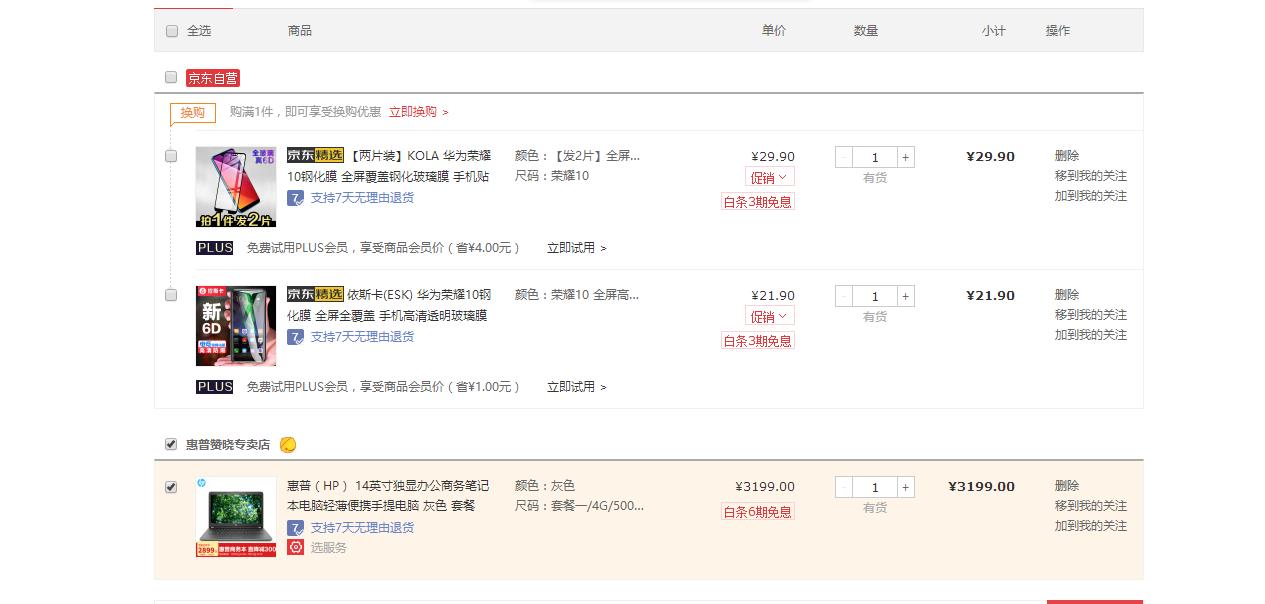 全选 商品 单价 数量 小计 操作
京东自营
换购 购满1件，即可享受换购优惠 立即换购 >
全玻璃
真6D
拍1件发2片
京东精选 【两片装】KOLA 华为荣耀 颜色：【发2片】全屏... ¥29.90 - 1 + ¥29.90 删除
10钢化膜 全屏覆盖钢化玻璃膜 手机贴 尺码：荣耀10 促销 有货 移到我的关注
7 支持7天无理由退货 白条3期免息 加到我的关注
PLUS 免费试用PLUS会员，享受商品会员价（省¥4.00元） 立即试用 >
新
6D
京东精选 依斯卡(ESK) 华为荣耀10钢 颜色：荣耀10 全屏高... ¥21.90 - 1 + ¥21.90 删除
化膜 全屏全覆盖 手机高清透明玻璃膜 促销 有货 移到我的关注
7 支持7天无理由退货 白条3期免息 加到我的关注
PLUS 免费试用PLUS会员，享受商品会员价（省¥1.00元） 立即试用 >
惠普赞晓专卖店
hp
2899
惠普商务本 直降减300
惠普（HP） 14英寸独显办公商务笔记 颜色：灰色 ¥3199.00 - 1 + ¥3199.00 删除
本电脑轻薄便携手提电脑 灰色 套餐 尺码：套餐一/4G/500... 白条6期免息 有货 移到我的关注
7 支持7天无理由退货 加到我的关注
选服务